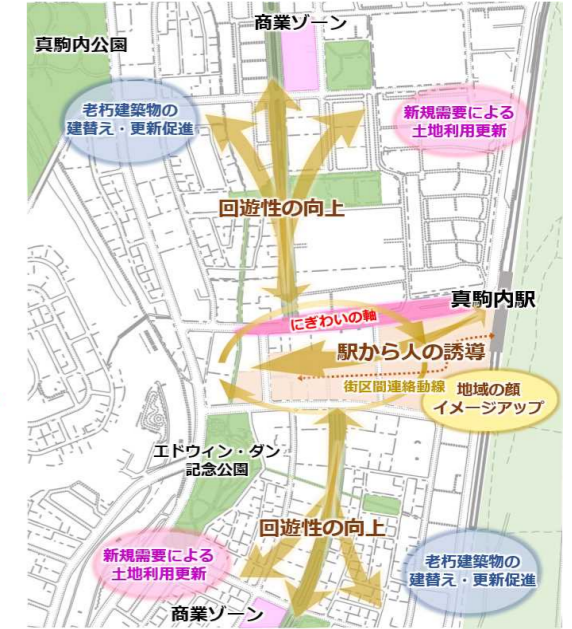 商業ゾーン
真駒内公園
老朽建築物の
建替え・更新促進
新規需要による
土地利用更新
回遊性の向上
真駒内駅
にぎわいの軸
駅から人の誘導
街区間連絡動線
地域の顔
イメージアップ
エドウィン・ダン
記念公園
回遊性の向上
新規需要による
土地利用更新
老朽建築物の
建替え・更新促進
商業ゾーン